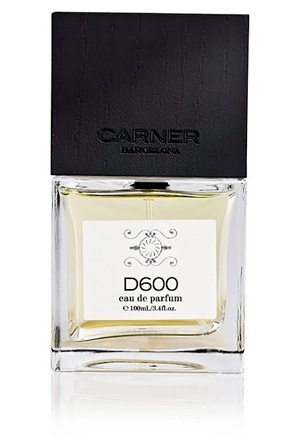 CARNER
BARCELONA
D600
eau de parfum
℮ 100ml./3.4fl.oz.